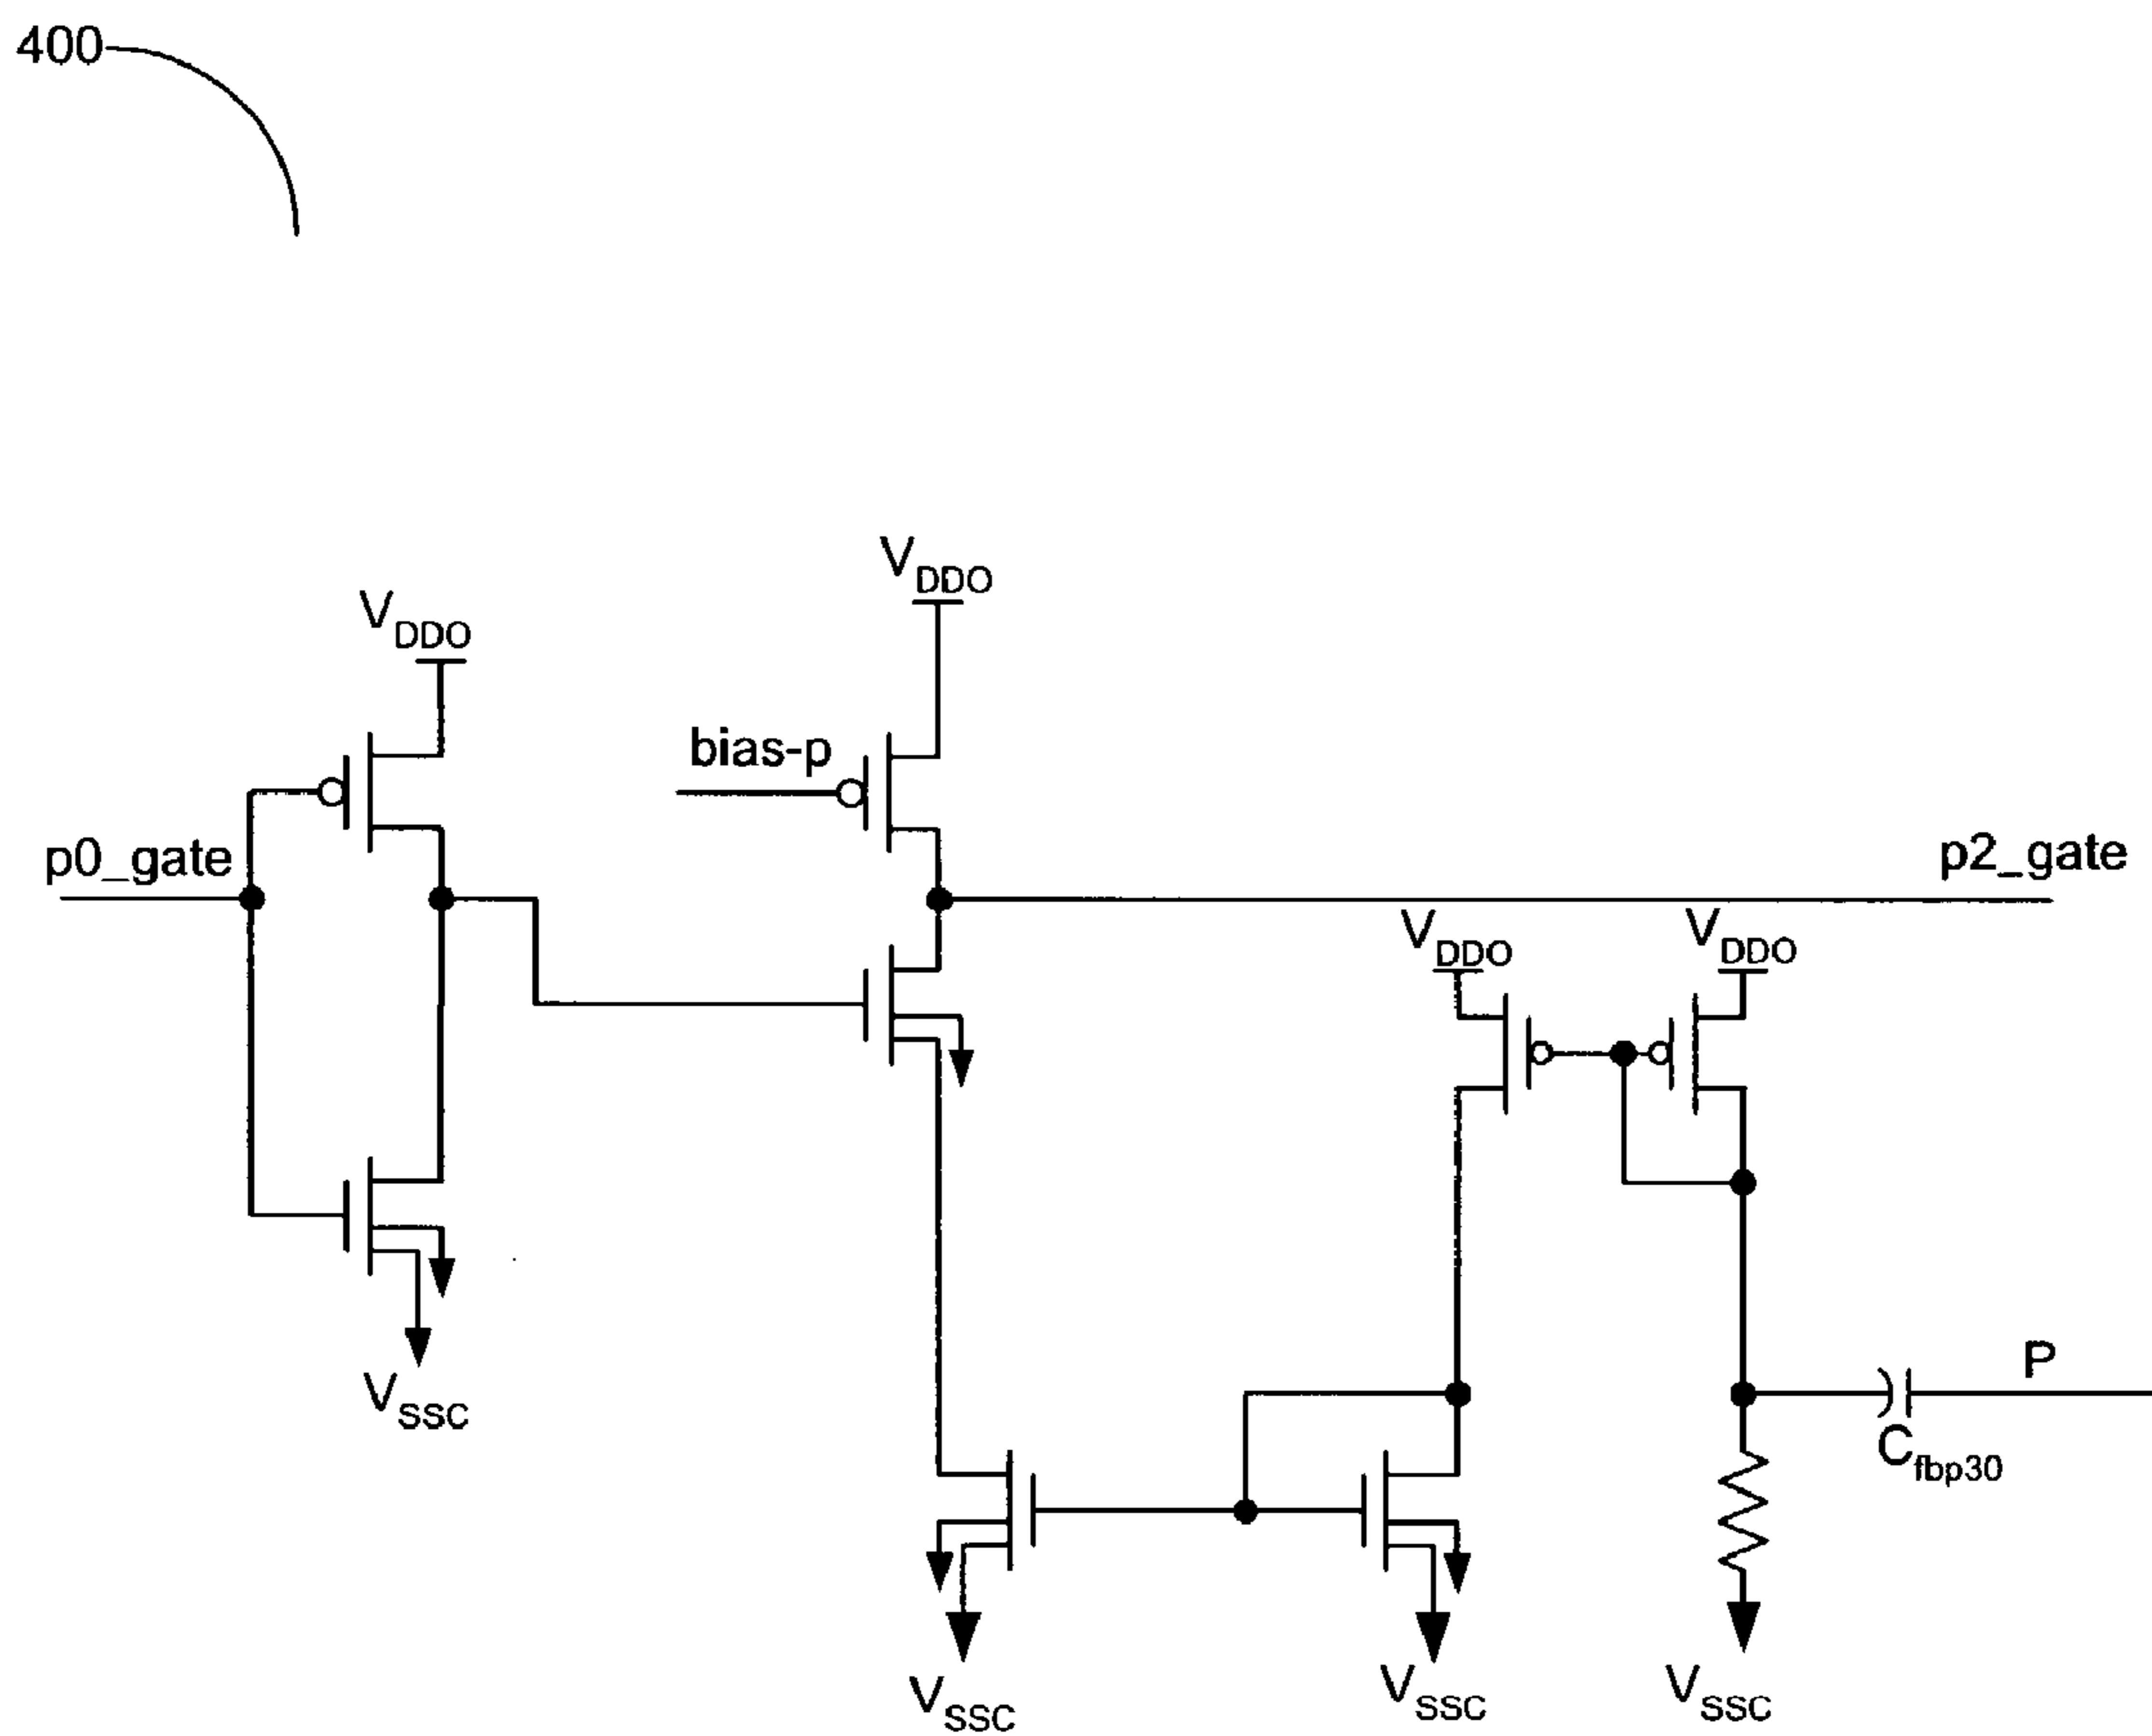 400
VDDO
VDDO
bias-p
p0_gate
p2_gate
VDDO
VDDO
P
VSSC
Cfbp30
VSSC
VSSC
VSSC